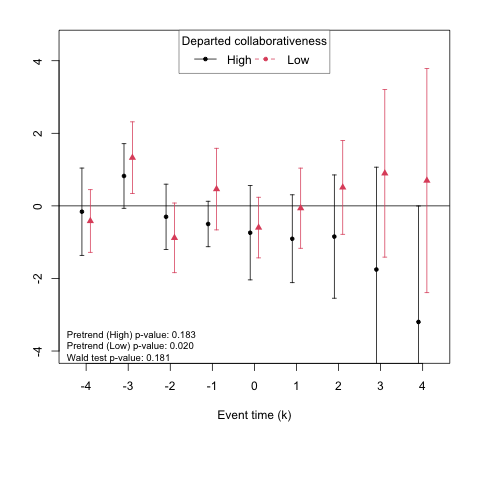 Departed collaborativeness
High Low
4
2
0
-2
-4
Pretrend (High) p-value: 0.183
Pretrend (Low) p-value: 0.020
Wald test p-value: 0.181
-4 -3 -2 -1 0 1 2 3 4
Event time (k)